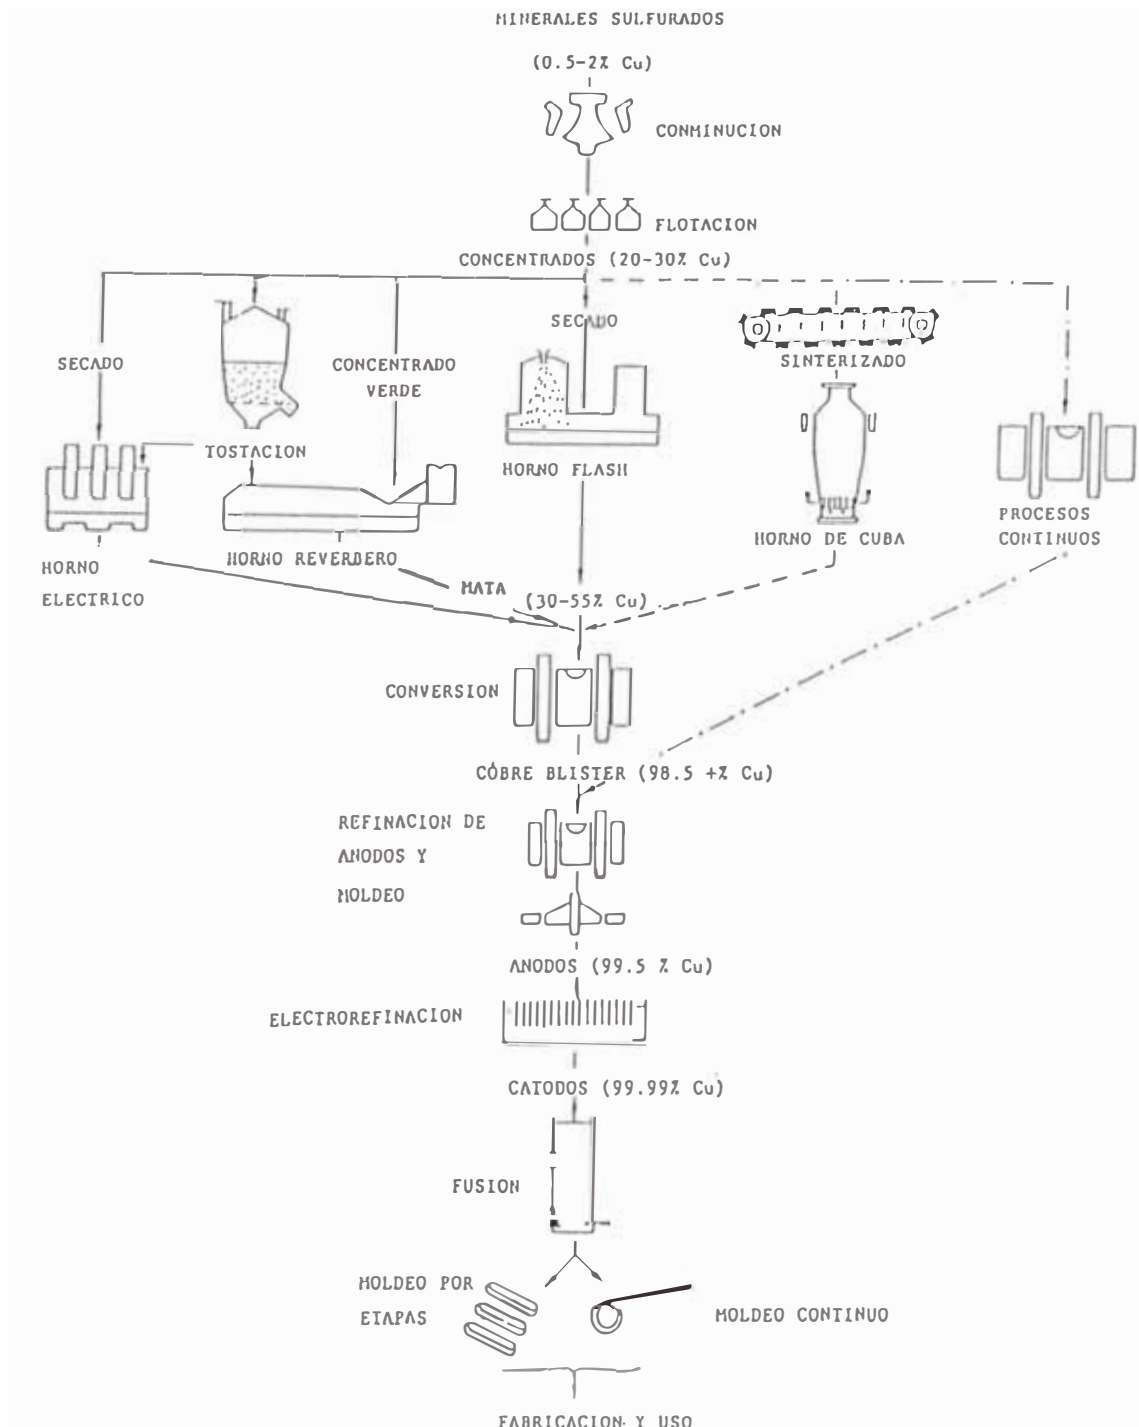 MINERALES SULFURADOS
(0.5-2% Cu)
CONMINUCION
FLOTACION
CONCENTRADOS (20-30% Cu)
SECADO
SECADO
CONCENTRADO
VERDE
SINTERIZADO
TOSTACION
HORNO FLASH
PROCESOS
CONTINUOS
HORNO DE CUBA
HORNO REVERBERO
HORNO
ELECTRICO
MATA
(30-55% Cu)
CONVERSION
COBRE BLISTER (98.5 +% Cu)
REFINACION DE
ANODOS Y
MOLDEO
ANODOS (99.5 % Cu)
ELECTROREFINACION
CATODOS (99.99% Cu)
FUSION
MOLDEO POR
ETAPAS
MOLDEO CONTINUO
FABRICACION Y USO